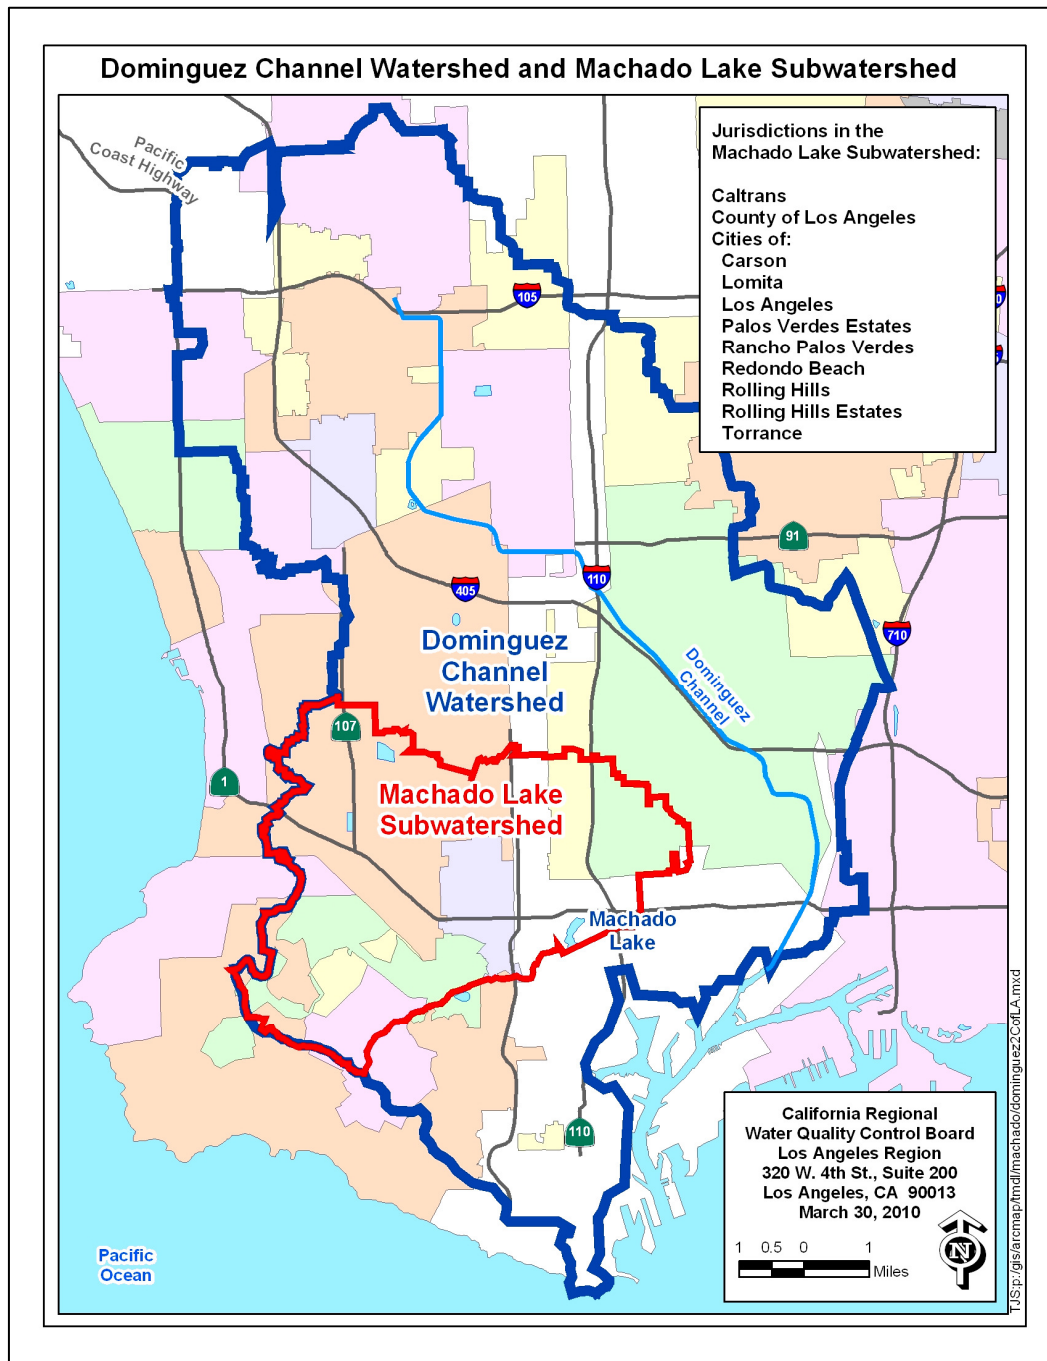 Dominguez Channel Watershed and Machado Lake Subwatershed
Pacific
Coast Highway
Jurisdictions in the
Machado Lake Subwatershed:
Caltrans
County of Los Angeles
Cities of:
Carson
Lomita
Los Angeles
Palos Verdes Estates
Rancho Palos Verdes
Redondo Beach
Rolling Hills
Rolling Hills Estates
Torrance
105
0
91
110
405
710
Dominguez
Channel
Watershed
Dominguez
Channel
107
1
Machado Lake
Subwatershed
Machado
Lake
110
Pacific
Ocean
California Regional
Water Quality Control Board
Los Angeles Region
320 W. 4th St., Suite 200
Los Angeles, CA 90013
March 30, 2010
1 0.5 0 1
Miles
N
TJS:p:/gis/arcmap/tmdl/machado/dominguez2CofLA.mxd